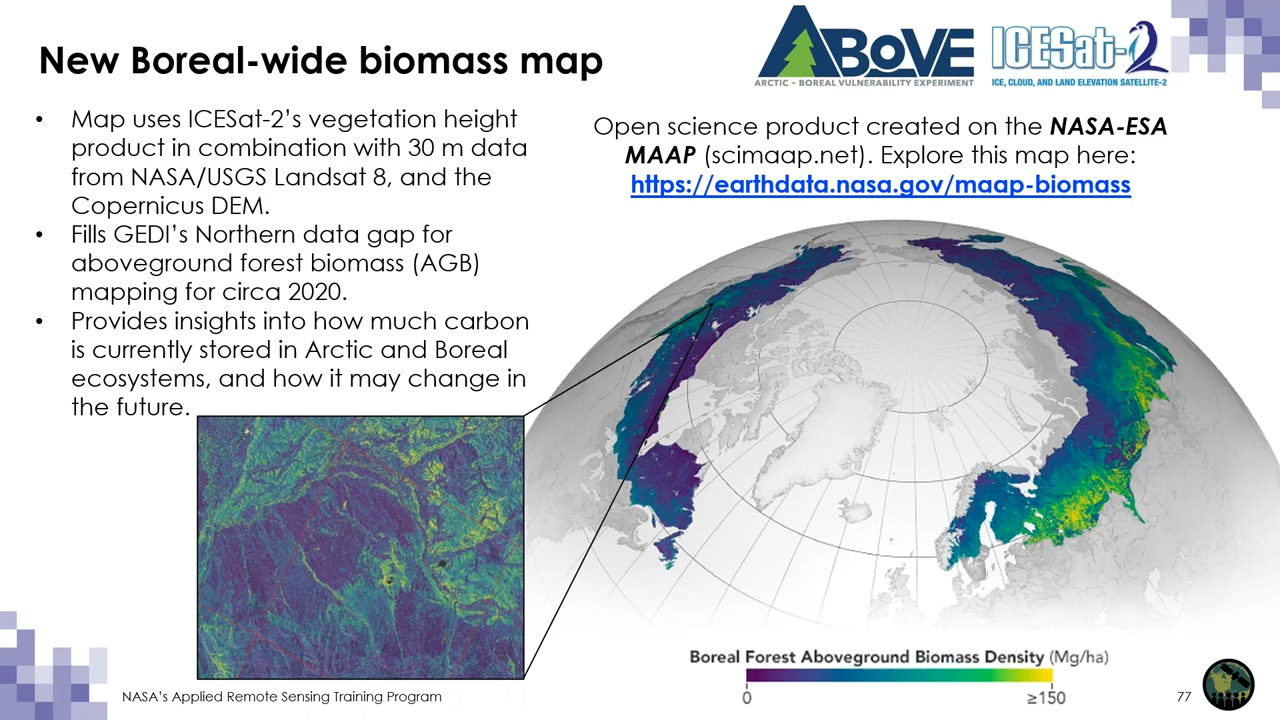 New Boreal-wide biomass map
ABoVE
ARCTIC - BOREAL VULNERABILITY EXPERIMENT
ICESat-2
ICE, CLOUD, AND LAND ELEVATION SATELLITE-2
• Map uses ICESat-2’s vegetation height
product in combination with 30 m data
from NASA/USGS Landsat 8, and the
Copernicus DEM.
• Fills GEDI’s Northern data gap for
aboveground forest biomass (AGB)
mapping for circa 2020.
• Provides insights into how much carbon
is currently stored in Arctic and Boreal
ecosystems, and how it may change in
the future.
Open science product created on the NASA-ESA
MAAP (scimaap.net). Explore this map here:
https://earthdata.nasa.gov/maap-biomass
Boreal Forest Aboveground Biomass Density (Mg/ha)
0 ≥150
NASA’s Applied Remote Sensing Training Program
77